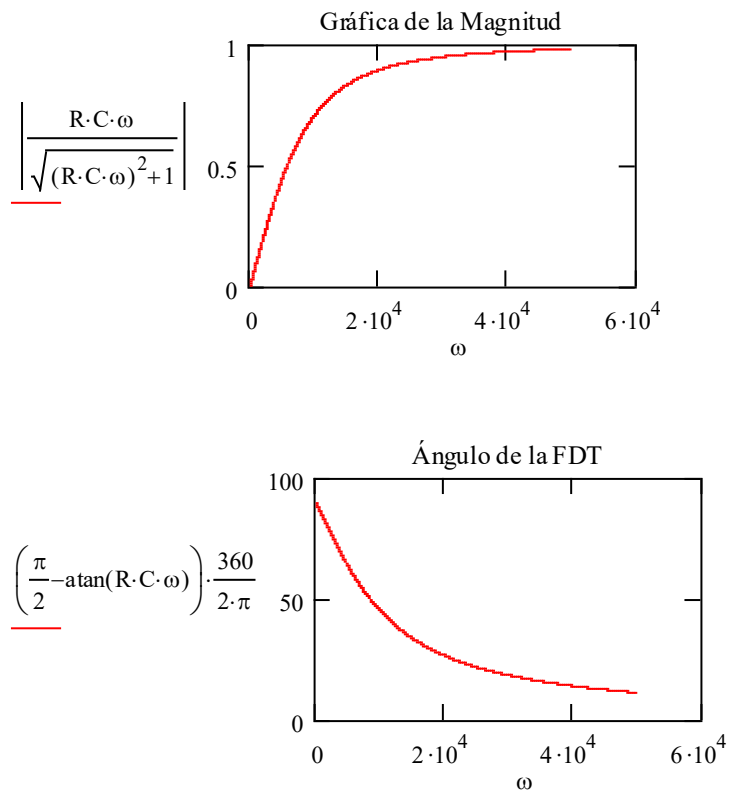 Gráfica de la Magnitud
|R·C·ω / √((R·C·ω)²+1)|
1
0.5
0
0 2·10⁴ 4·10⁴ 6·10⁴
ω
Ángulo de la FDT
(π/2−atan(R·C·ω))·360/2·π
100
50
0
0 2·10⁴ 4·10⁴ 6·10⁴
ω